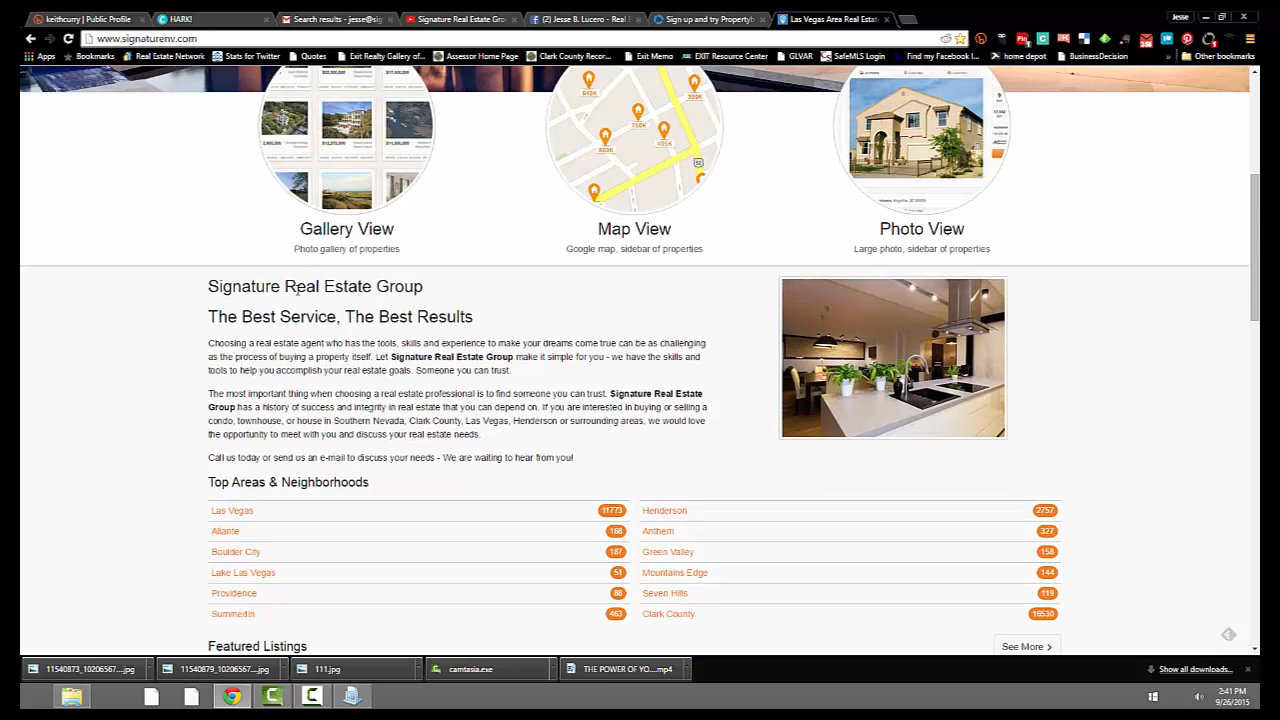 keithcurry | Public Profile
HARK!
Search results - jesse@sig
Signature Real Estate Gro
(2) Jesse B. Lucero - Real
Sign up and try Propertyb
Las Vegas Area Real Estate
Jesse
www.signaturenv.com
Apps
Bookmarks
Real Estate Network
Stats for Twitter
Quotes
Exit Realty Gallery of...
Assessor Home Page
Clark County Recor...
Exit Memo
EXIT Resource Center
GLVAR
SafeMLS Login
Find my Facebook I...
home depot
BusinessDecision
»
Other bookmarks
Gallery View
Map View
Photo View
Photo gallery of properties
Google map, sidebar of properties
Large photo, sidebar of properties
Signature Real Estate Group
The Best Service, The Best Results
Choosing a real estate agent who has the tools, skills and experience to make your dreams come true can be as challenging
as the process of buying a property itself. Let Signature Real Estate Group make it simple for you - we have the skills and
tools to help you accomplish your real estate goals. Someone you can trust.
The most important thing when choosing a real estate professional is to find someone you can trust. Signature Real Estate
Group has a history of success and integrity in real estate that you can depend on. If you are interested in buying or selling a
condo, townhouse, or house in Southern Nevada, Clark County, Las Vegas, Henderson or surrounding areas, we would love
the opportunity to meet with you and discuss your real estate needs.
Call us today or send us an e-mail to discuss your needs - We are waiting to hear from you!
Top Areas & Neighborhoods
Las Vegas 11773
Henderson 2757
Aliante 168
Anthem 327
Boulder City 187
Green Valley 158
Lake Las Vegas 51
Mountains Edge 144
Providence 88
Seven Hills 119
Summerlin 463
Clark County 16530
Featured Listings
See More
11540873_10206567....jpg
11540879_10206567....jpg
111.jpg
camtasia.exe
THE POWER OF YO....mp4
Show all downloads...
2:41 PM
9/26/2015